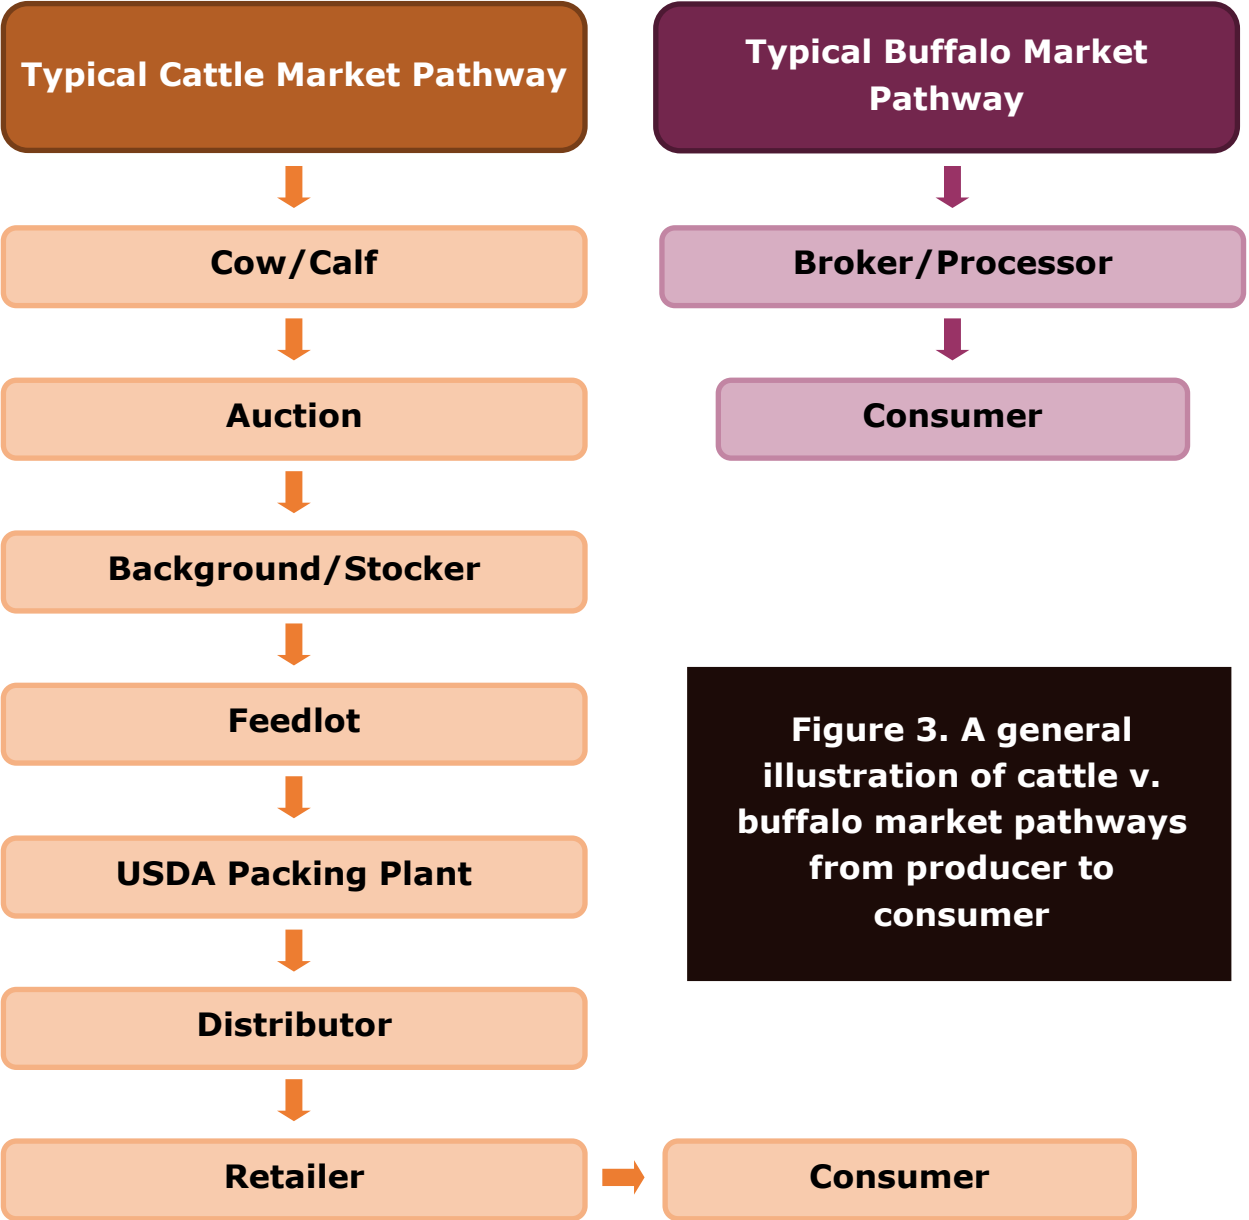 Typical Cattle Market Pathway
Cow/Calf
Auction
Background/Stocker
Feedlot
USDA Packing Plant
Distributor
Retailer
Consumer
Typical Buffalo Market
Pathway
Broker/Processor
Consumer
Figure 3. A general
illustration of cattle v.
buffalo market pathways
from producer to
consumer